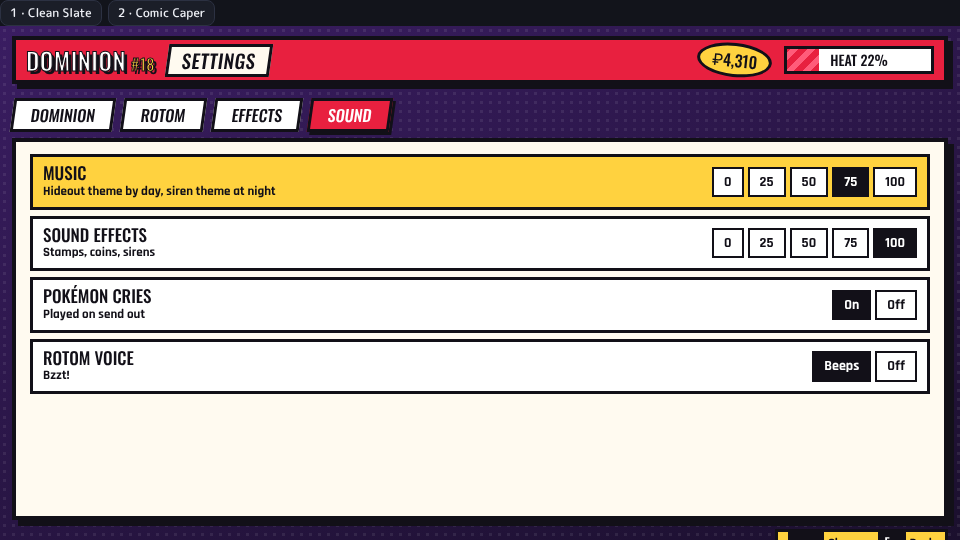 1 · Clean Slate
2 · Comic Caper
DOMINION #18
SETTINGS
₽4,310
HEAT 22%
DOMINION
ROTOM
EFFECTS
SOUND
MUSIC
Hideout theme by day, siren theme at night
0 25 50 75 100
SOUND EFFECTS
Stamps, coins, sirens
0 25 50 75 100
POKÉMON CRIES
Played on send out
On Off
ROTOM VOICE
Bzzt!
Beeps Off